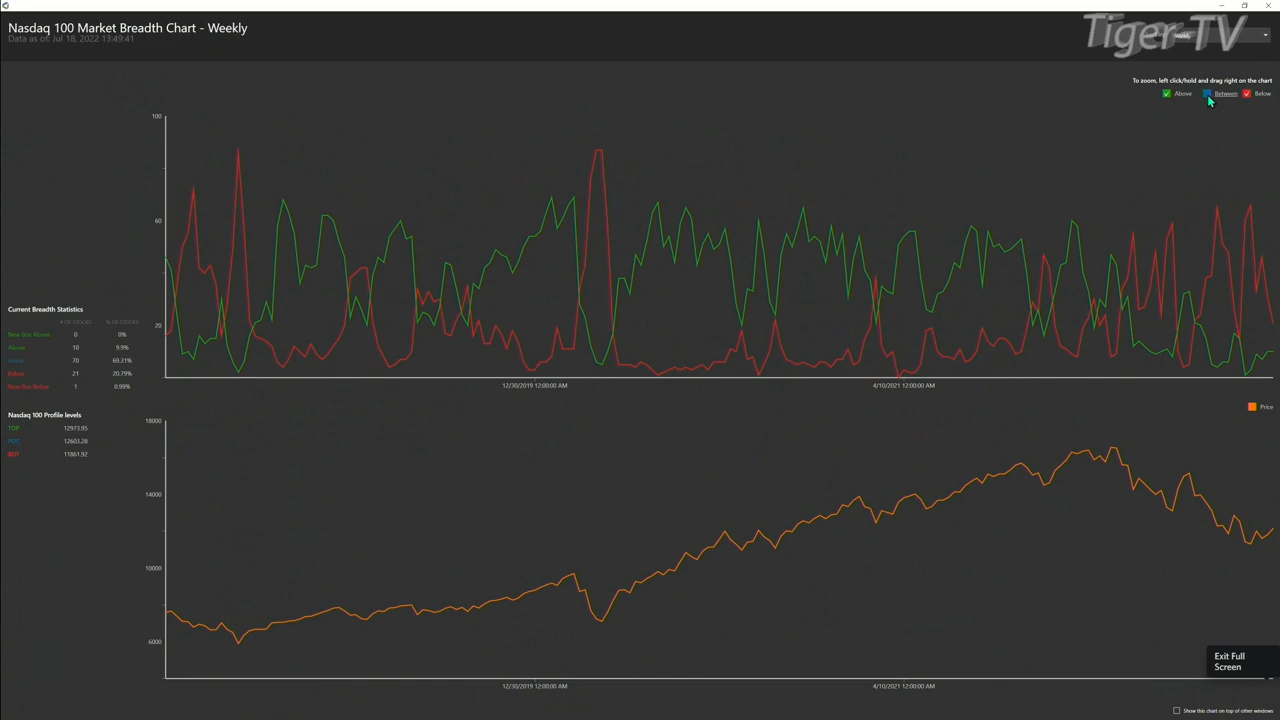 Nasdaq 100 Market Breadth Chart - Weekly
Data as of: Jul 18, 2022 13:49:41
Tiger-TV
Weekly
To zoom, left click/hold and drag right on the chart
Above Between Below
100
60
20
12/30/2019 12:00:00 AM 4/10/2021 12:00:00 AM
Current Breadth Statistics
# OF STOCKS % OF STOCKS
New Box Above 0 0%
Above 10 9.9%
70 69.31%
Below 21 20.79%
New Box Below 1 0.99%
Nasdaq 100 Profile levels
TOP 12973.95
POC 12603.28
BOT 11861.92
Price
18000
14000
10000
6000
12/30/2019 12:00:00 AM 4/10/2021 12:00:00 AM
Exit Full
Screen
Show this chart on top of other windows